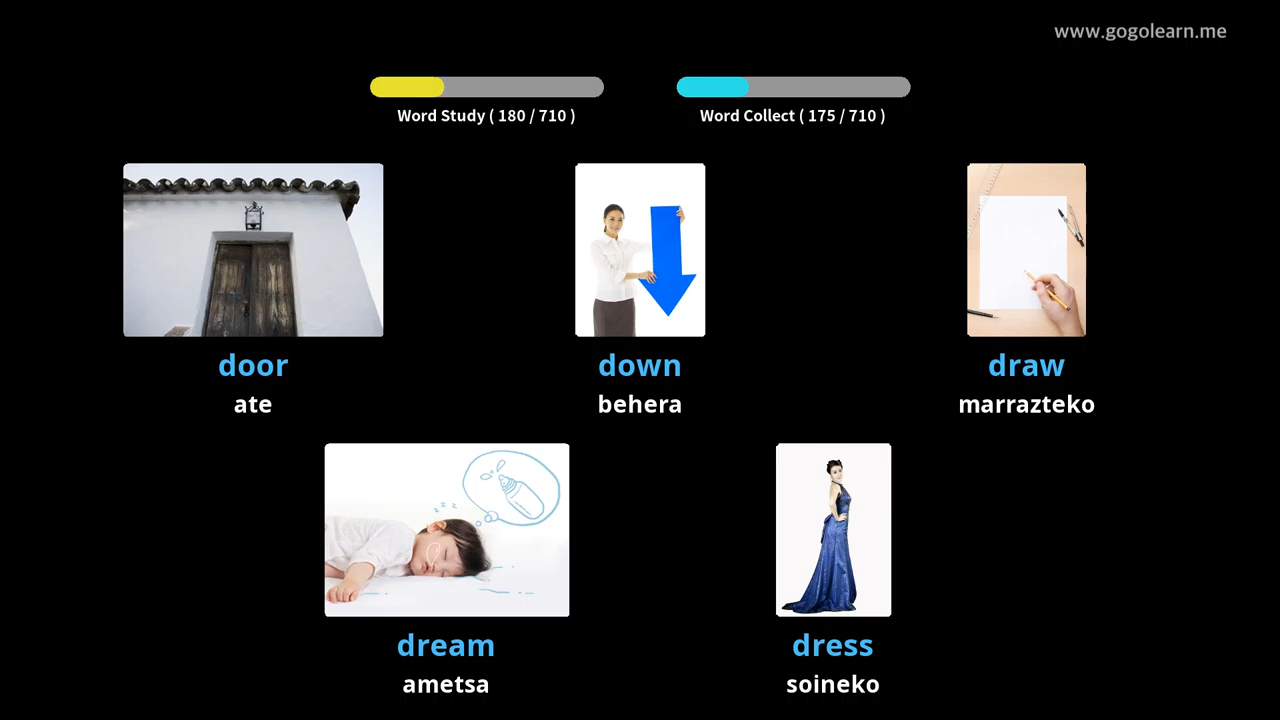 www.gogolearn.me
Word Study ( 180 / 710 )
Word Collect ( 175 / 710 )
door
ate
down
behera
draw
marrazteko
dream
ametsa
dress
soineko